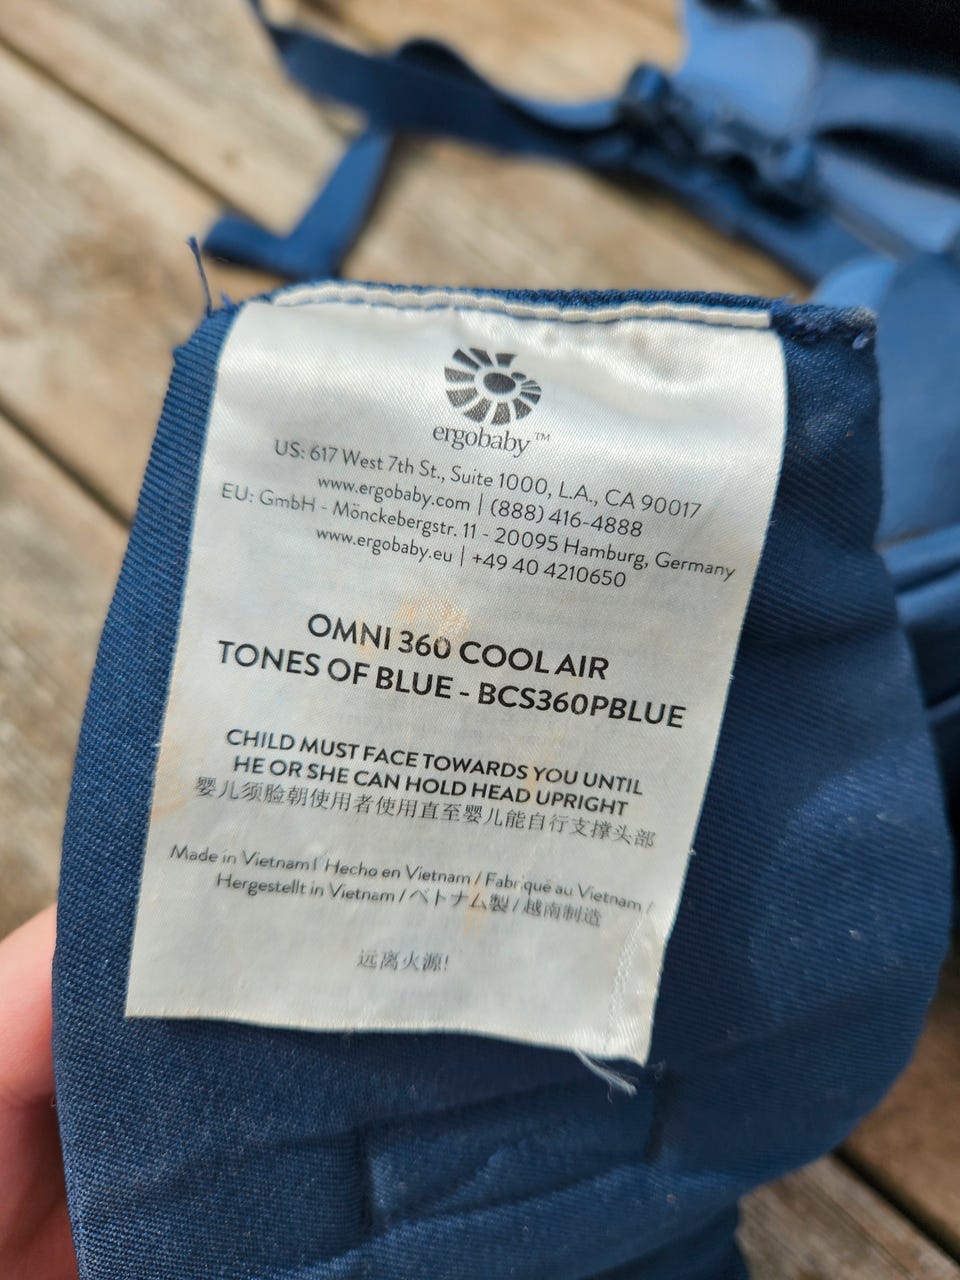 ergobaby™
US: 617 West 7th St., Suite 1000, L.A., CA 90017
www.ergobaby.com | (888) 416-4888
EU: GmbH - Mönckebergstr. 11 - 20095 Hamburg, Germany
www.ergobaby.eu | +49 40 4210650
OMNI 360 COOL AIR
TONES OF BLUE - BCS360PBLUE
CHILD MUST FACE TOWARDS YOU UNTIL
HE OR SHE CAN HOLD HEAD UPRIGHT
婴儿须脸朝使用者使用直至婴儿能自行支撑头部
Made in Vietnam / Hecho en Vietnam / Fabriqué au Vietnam /
Hergestellt in Vietnam / ベトナム製 / 越南制造
远离火源!